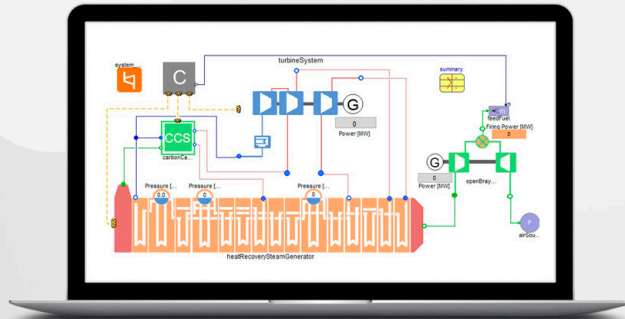 system_...
C
turbineSystem
summary
G
0
Power [MW]
feedFuel
Firing Power [MW]
0
CCS
carbonCa...
G
0
Power [MW]
openBray...
Pressure [...
0.0
Pressure [...
0
Pressure [...
0
airSou...
heatRecoverySteamGenerator